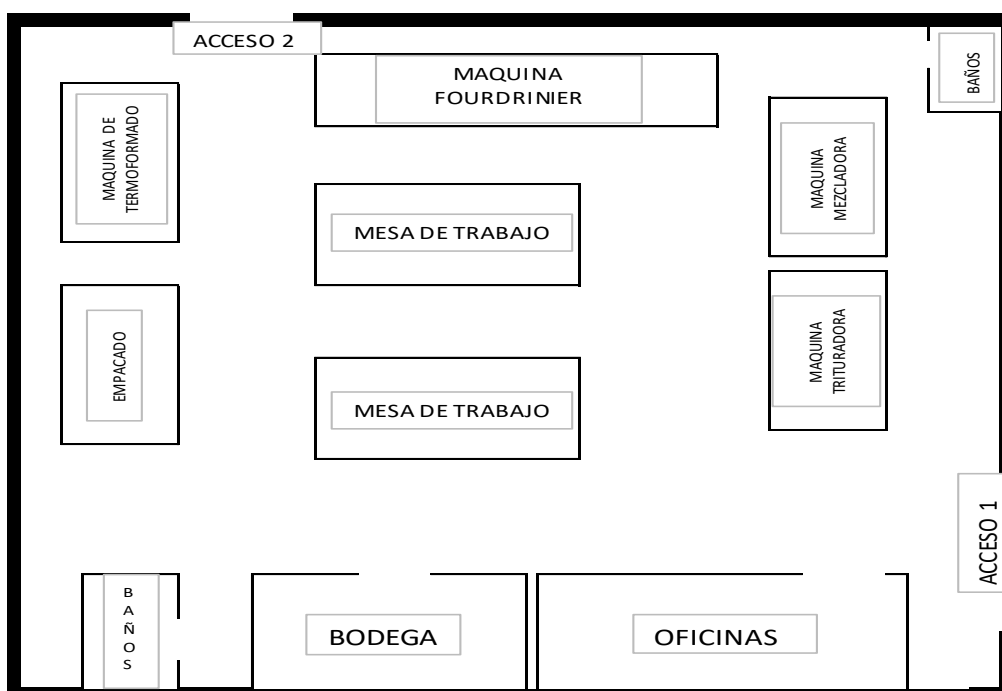 ACCESO 2
MAQUINA
FOURDRINIER
BAÑOS
MAQUINA DE
TERMOFORMADO
MAQUINA
MEZCLADORA
MESA DE TRABAJO
EMPACADO
MAQUINA
TRITURADORA
MESA DE TRABAJO
ACCESO 1
BAÑOS
BODEGA
OFICINAS